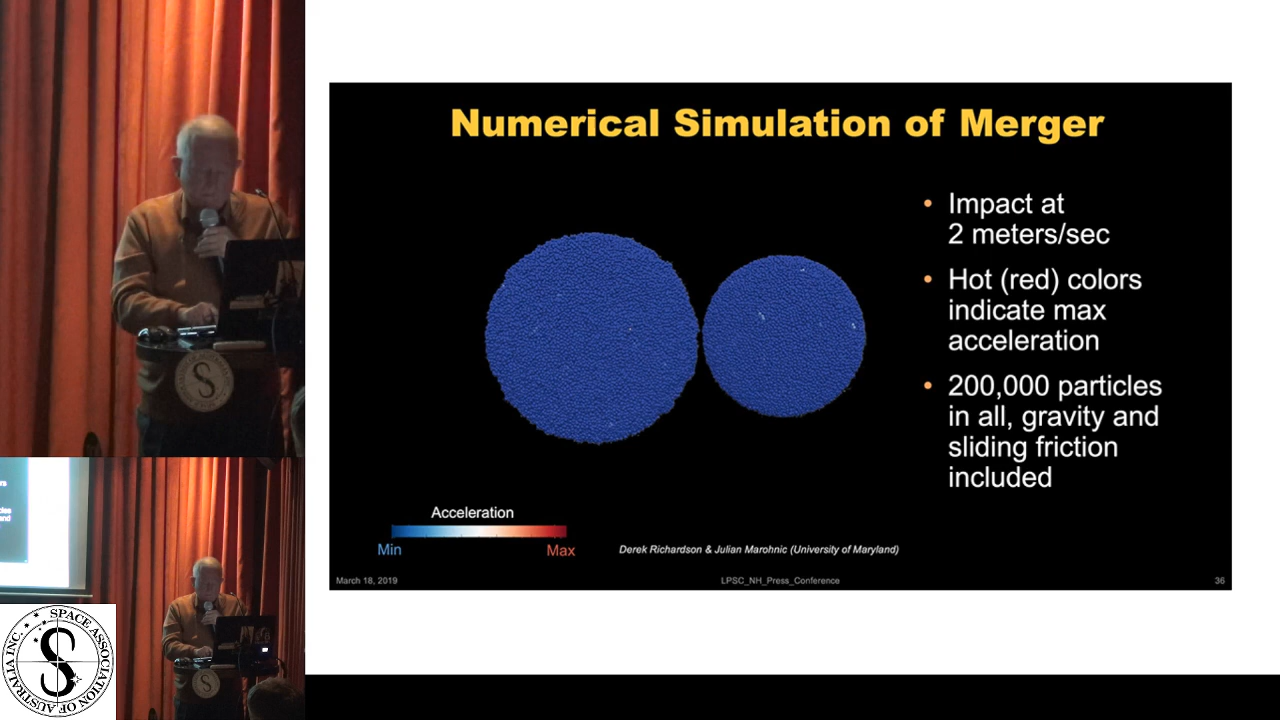 Numerical Simulation of Merger
• Impact at
2 meters/sec
• Hot (red) colors
indicate max
acceleration
• 200,000 particles
in all, gravity and
sliding friction
included
Acceleration
Min
Max
Derek Richardson & Julian Marohnic (University of Maryland)
March 18, 2019
LPSC_NH_Press_Conference
36
SPACE ASSOCIATION OF AUSTRALIA INC.
S